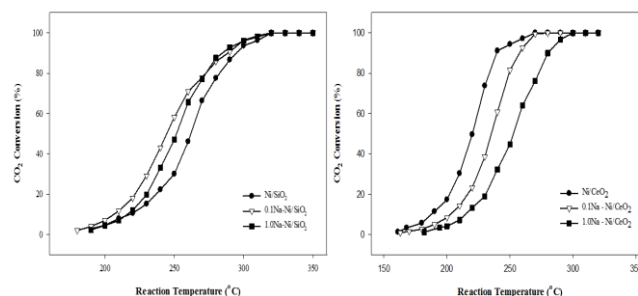 100
80
60
40
20
0
CO₂ Conversion (%)
Ni/SiO₂
0.1Na-Ni/SiO₂
1.0Na-Ni/SiO₂
200 250 300 350
Reaction Temperature (°C)
100
80
60
40
20
0
CO₂ Conversion (%)
Ni/CeO₂
0.1Na - Ni/CeO₂
1.0Na - Ni/CeO₂
150 200 250 300 35
Reaction Temperature (°C)